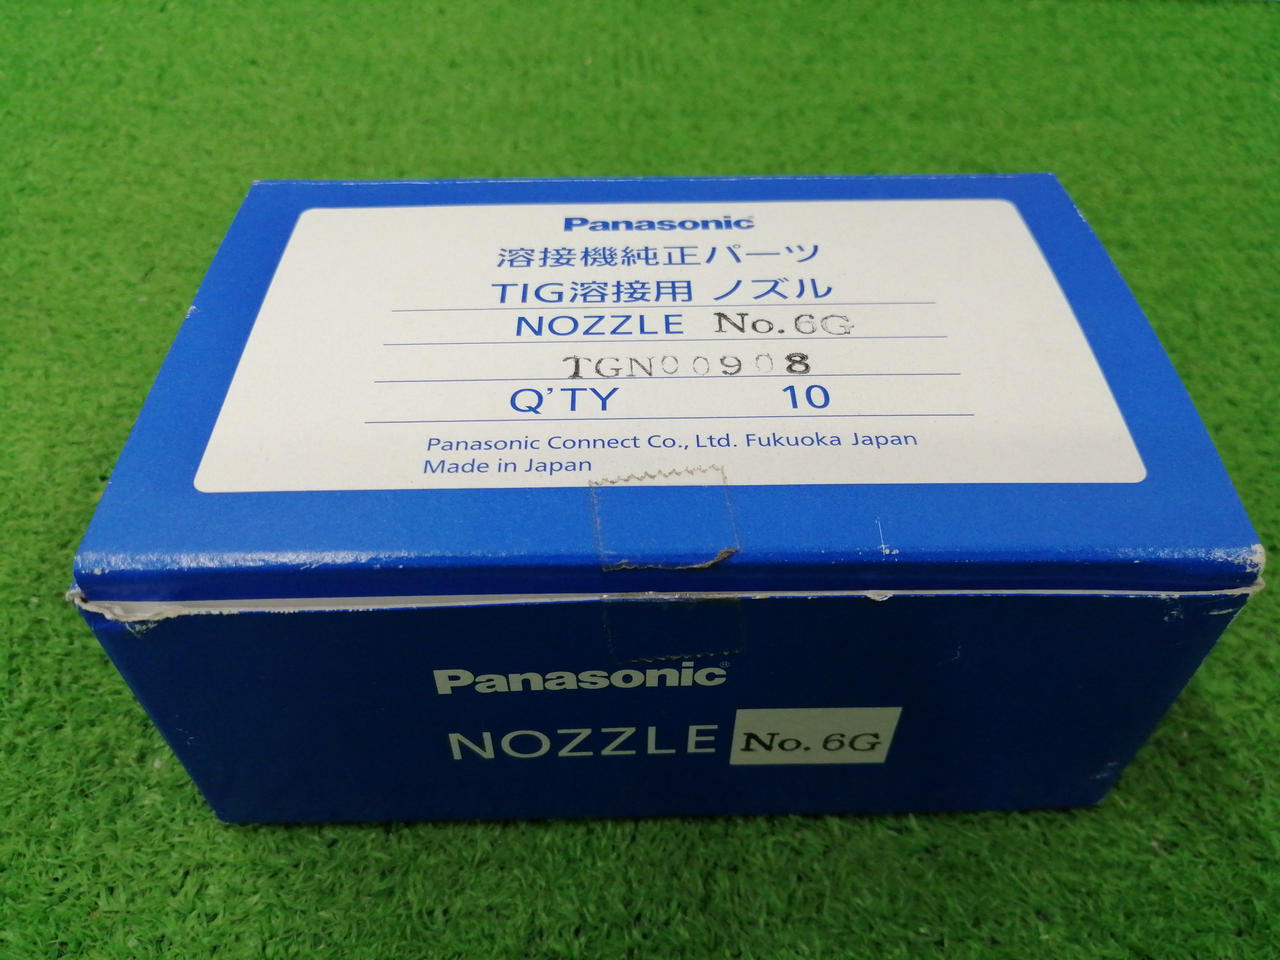 Panasonic
溶接機純正パーツ
TIG溶接用 ノズル
NOZZLE No.6G
TGN00908
Q'TY 10
Panasonic Connect Co., Ltd. Fukuoka Japan
Made in Japan
Panasonic®
NOZZLE No.6G